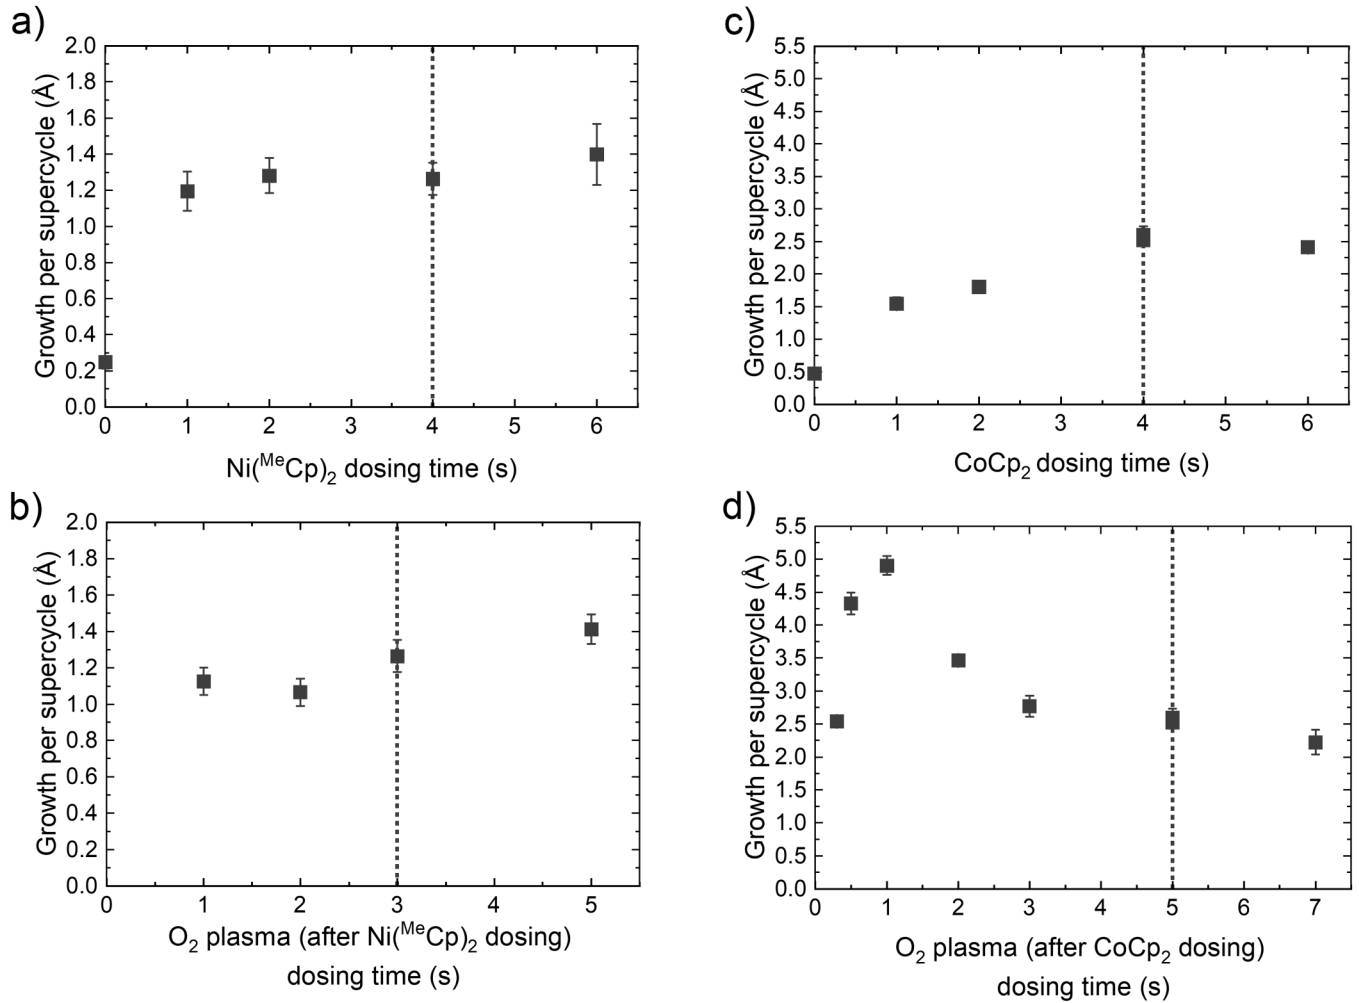 a)
Growth per supercycle (Å)
2.0
1.8
1.6
1.4
1.2
1.0
0.8
0.6
0.4
0.2
0.0
0 1 2 3 4 5 6
Ni(ᴹᵉCp)₂ dosing time (s)
b)
Growth per supercycle (Å)
2.0
1.8
1.6
1.4
1.2
1.0
0.8
0.6
0.4
0.2
0.0
0 1 2 3 4 5
O₂ plasma (after Ni(ᴹᵉCp)₂ dosing)
dosing time (s)
c)
Growth per supercycle (Å)
5.5
5.0
4.5
4.0
3.5
3.0
2.5
2.0
1.5
1.0
0.5
0.0
0 1 2 3 4 5 6
CoCp₂ dosing time (s)
d)
Growth per supercycle (Å)
5.5
5.0
4.5
4.0
3.5
3.0
2.5
2.0
1.5
1.0
0.5
0.0
0 1 2 3 4 5 6 7
O₂ plasma (after CoCp₂ dosing)
dosing time (s)